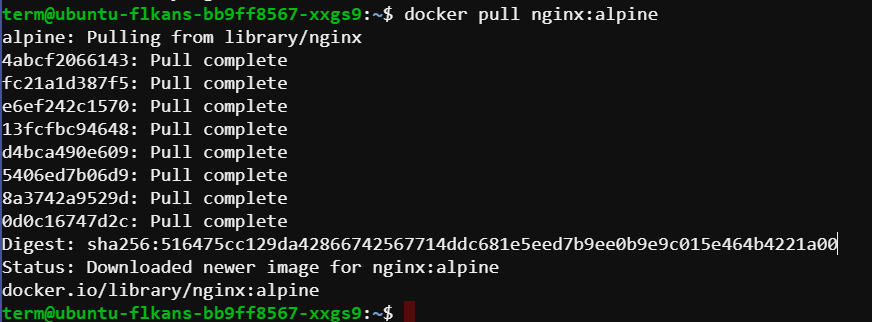 term@ubuntu-flkans-bb9ff8567-xxgs9:~$ docker pull nginx:alpine
alpine: Pulling from library/nginx
4abcf2066143: Pull complete
fc21a1d387f5: Pull complete
e6ef242c1570: Pull complete
13fcfbc94648: Pull complete
d4bca490e609: Pull complete
5406ed7b06d9: Pull complete
8a3742a9529d: Pull complete
0d0c16747d2c: Pull complete
Digest: sha256:516475cc129da42866742567714ddc681e5eed7b9ee0b9e9c015e464b4221a00
Status: Downloaded newer image for nginx:alpine
docker.io/library/nginx:alpine
term@ubuntu-flkans-bb9ff8567-xxgs9:~$